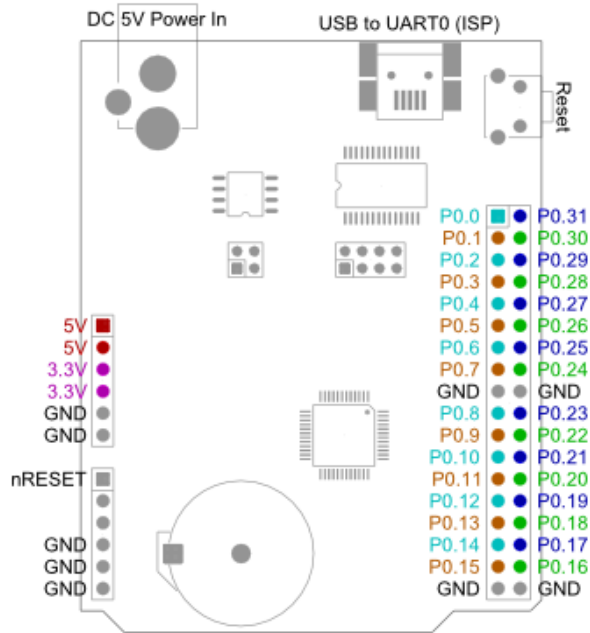 DC 5V Power In
USB to UART0 (ISP)
Reset
P0.0 P0.31
P0.1 P0.30
P0.2 P0.29
P0.3 P0.28
P0.4 P0.27
5V P0.5 P0.26
5V P0.6 P0.25
3.3V P0.7 P0.24
3.3V GND GND
GND P0.8 P0.23
GND P0.9 P0.22
P0.10 P0.21
nRESET P0.11 P0.20
P0.12 P0.19
P0.13 P0.18
GND P0.14 P0.17
GND P0.15 P0.16
GND GND GND